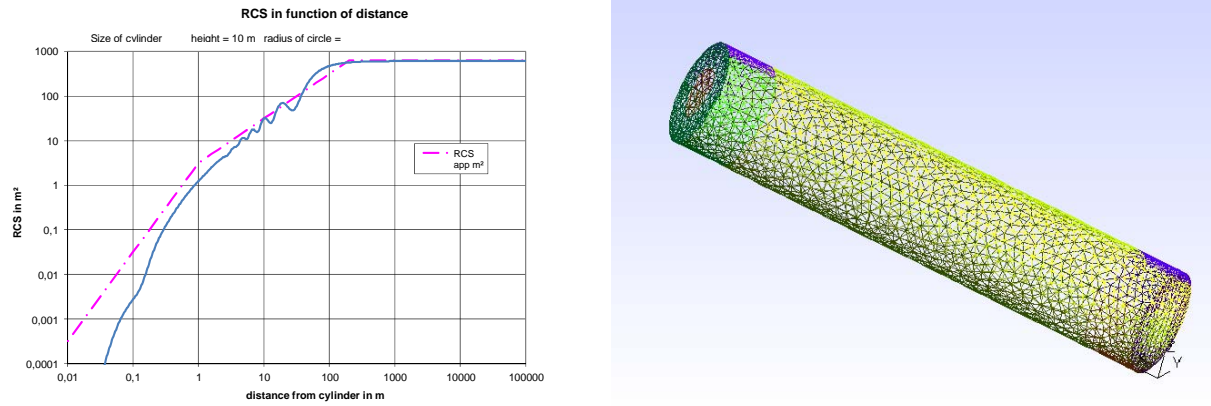 RCS in function of distance
Size of cylinder height = 10 m radius of circle =
1000
100
10
1
0,1
0,01
0,001
0,0001
RCS in m²
RCS
app m²
0,01 0,1 1 10 100 1000 10000 100000
distance from cylinder in m
Y